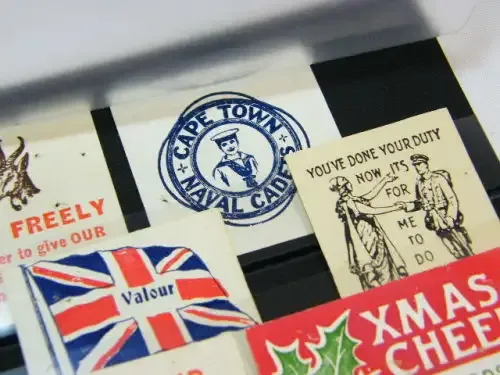 CAPE TOWN
NAVAL CADETS
FREELY
er to give OUR
YOU'VE DONE YOUR DUTY
NOW ITS
FOR
ME
TO
DO
Valour
XMAS
CHEE